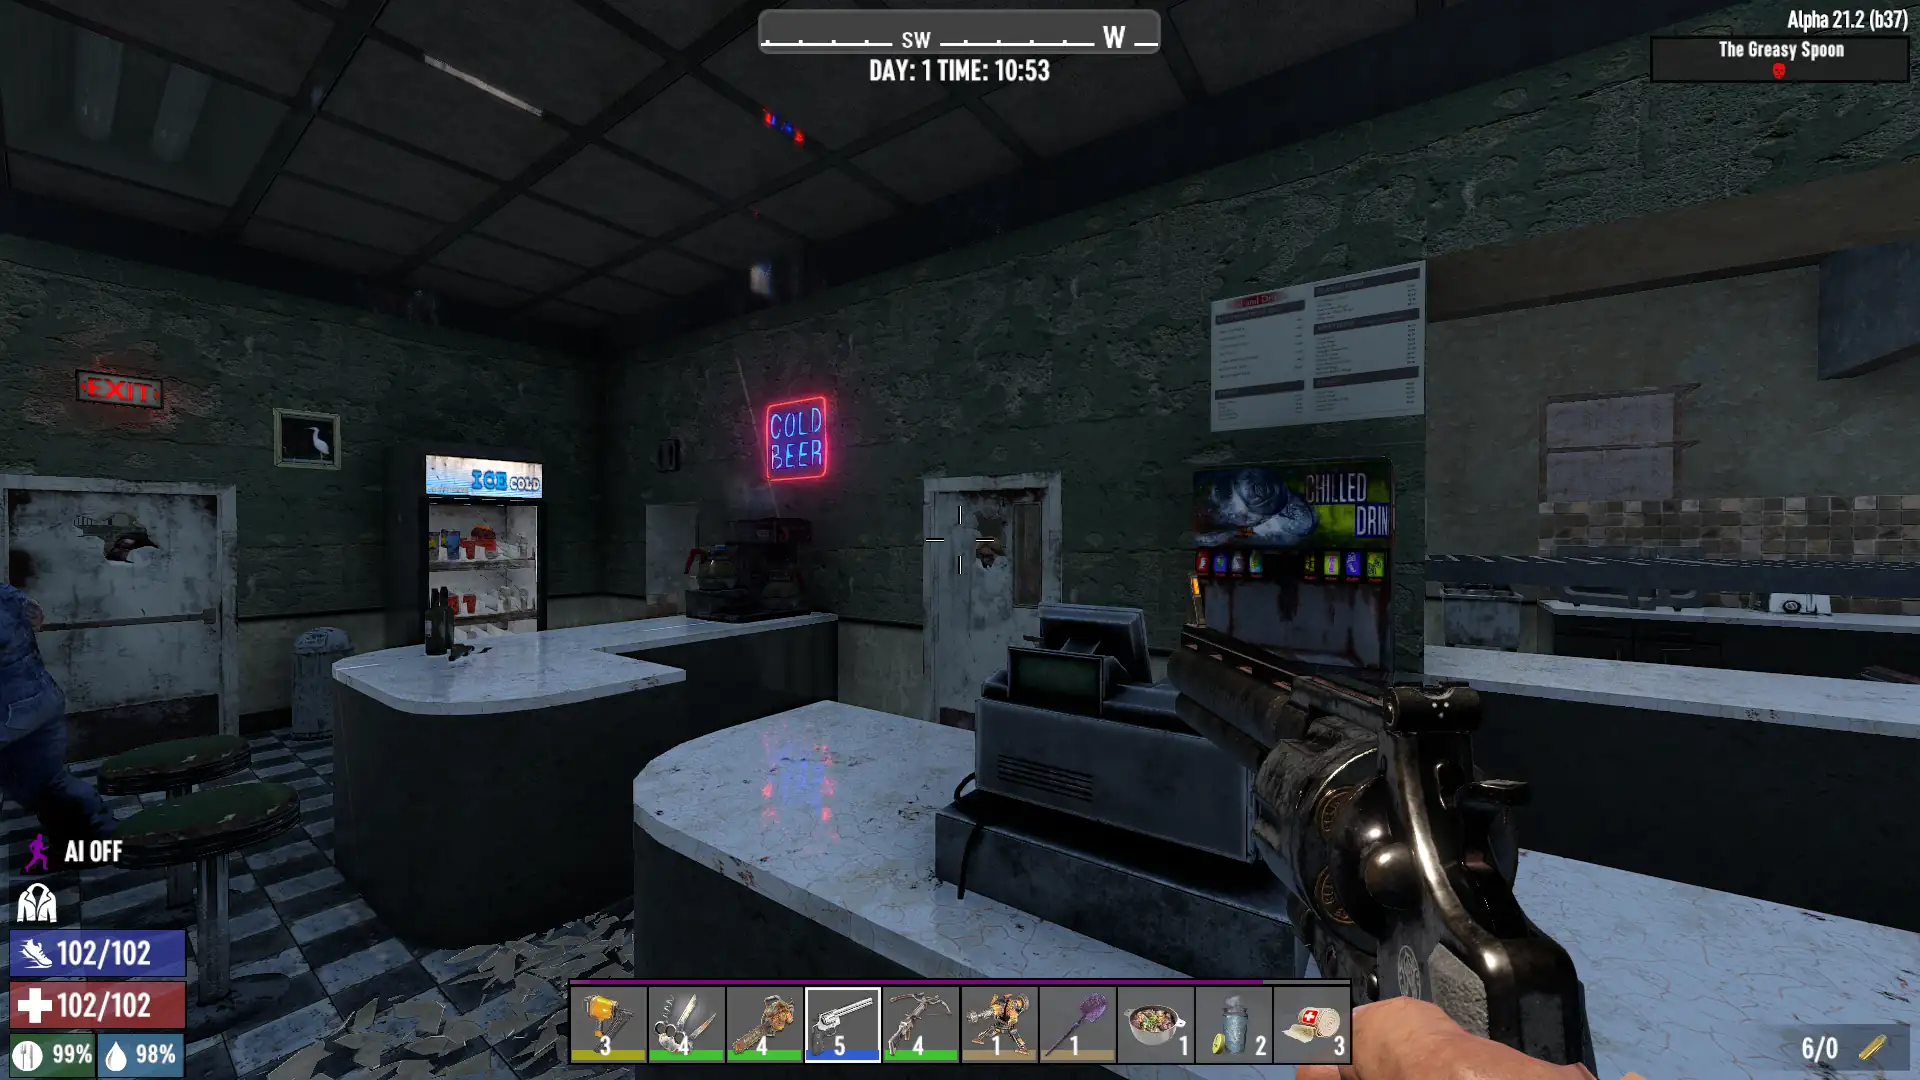 SW W
DAY: 1 TIME: 10:53
Alpha 21.2 (b37)
The Greasy Spoon
EXIT
ICE COLD
COLD
BEER
CHILLED
DRIN
AI OFF
102/102
102/102
99% 98%
3 4 4 5 4 1 1 1 2 3
6/0